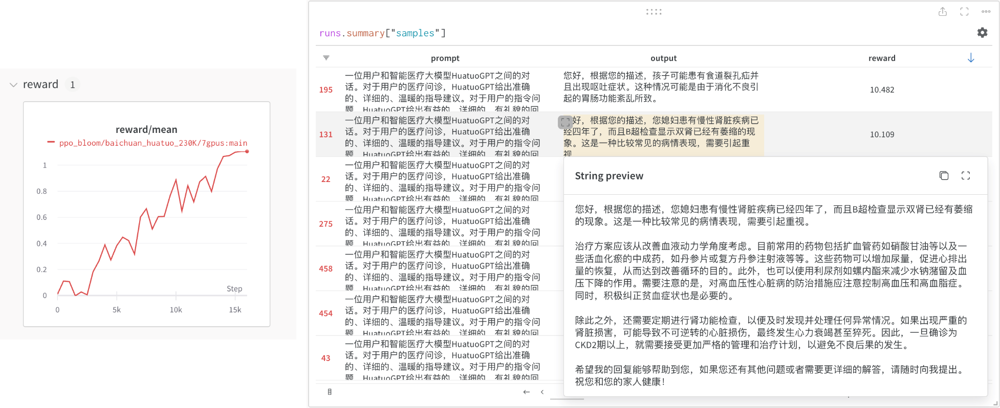 reward 1
reward/mean
ppo_bloom/baichuan_huatuo_230K/7gpus:main
1
0.8
0.6
0.4
0.2
0
Step
0 5k 10k 15k
runs.summary["samples"]
prompt output reward
195
一位用户和智能医疗大模型HuatuoGPT之间的对
话。对于用户的医疗问诊，HuatuoGPT给出准确
的、详细的、温暖的指导建议。对于用户的指令问
题，HuatuoGPT给出有益的、详细的、有礼貌的回
您好，根据您的描述，孩子可能患有食道裂孔疝并
且出现呕吐症状。这种情况可能是由于消化不良引
起的胃肠功能紊乱所致。
10.482
131
一位用户和智能医疗大模型HuatuoGPT之间的对
话。对于用户的医疗问诊，HuatuoGPT给出准确
的、详细的、温暖的指导建议。对于用户的指令问
题，HuatuoGPT给出有益的、详细的、有礼貌的回
好，根据您的描述，您媳妇患有慢性肾脏疾病已
经四年了，而且B超检查显示双肾已经有萎缩的现
象。这是一种比较常见的病情表现，需要引起重
视
10.109
22
一位用户和智能医疗大模型HuatuoGPT之间的对
话。对于用户的医疗问诊，HuatuoGPT给出准确
的、详细的、温暖的指导建议。对于用户的指令问
题，HuatuoGPT给出有益的、详细的、有礼貌的回
275
一位用户和智能医疗大模型HuatuoGPT之间的对
话。对于用户的医疗问诊，HuatuoGPT给出准确
的、详细的、温暖的指导建议。对于用户的指令问
题，HuatuoGPT给出有益的、详细的、有礼貌的回
458
一位用户和智能医疗大模型HuatuoGPT之间的对
话。对于用户的医疗问诊，HuatuoGPT给出准确
的、详细的、温暖的指导建议。对于用户的指令问
题，HuatuoGPT给出有益的、详细的、有礼貌的回
454
一位用户和智能医疗大模型HuatuoGPT之间的对
话。对于用户的医疗问诊，HuatuoGPT给出准确
的、详细的、温暖的指导建议。对于用户的指令问
题，HuatuoGPT给出有益的、详细的、有礼貌的回
43
一位用户和智能医疗大模型HuatuoGPT之间的对
话。对于用户的医疗问诊，HuatuoGPT给出准确
的、详细的、温暖的指导建议。对于用户的指令问
题，HuatuoGPT给出有益的、详细的、有礼貌的回
String preview
您好，根据您的描述，您媳妇患有慢性肾脏疾病已经四年了，而且B超检查显示双肾已经有萎缩
的现象。这是一种比较常见的病情表现，需要引起重视。
治疗方案应该从改善血液动力学角度考虑。目前常用的药物包括扩血管药如硝酸甘油等以及一
些活血化瘀的中成药，如丹参片或复方丹参注射液等等。这些药物可以增加尿量，促进心排出
量的恢复，从而达到改善循环的目的。此外，也可以使用利尿剂如螺内酯来减少水钠潴留及血
压下降的作用。需要注意的是，对高血压性心脏病的防治措施应注意控制高血压和高血脂症。
同时，积极纠正贫血症状也是必要的。
除此之外，还需要定期进行肾功能检查，以便及时发现并处理任何异常情况。如果出现严重的
肾脏损害，可能导致不可逆转的心脏损伤，最终发生心力衰竭甚至猝死。因此，一旦确诊为
CKD2期以上，就需要接受更加严格的管理和治疗计划，以避免不良后果的发生。
希望我的回复能够帮助到您，如果您还有其他问题或者需要更详细的解答，请随时向我提出。
祝您和您的家人健康！